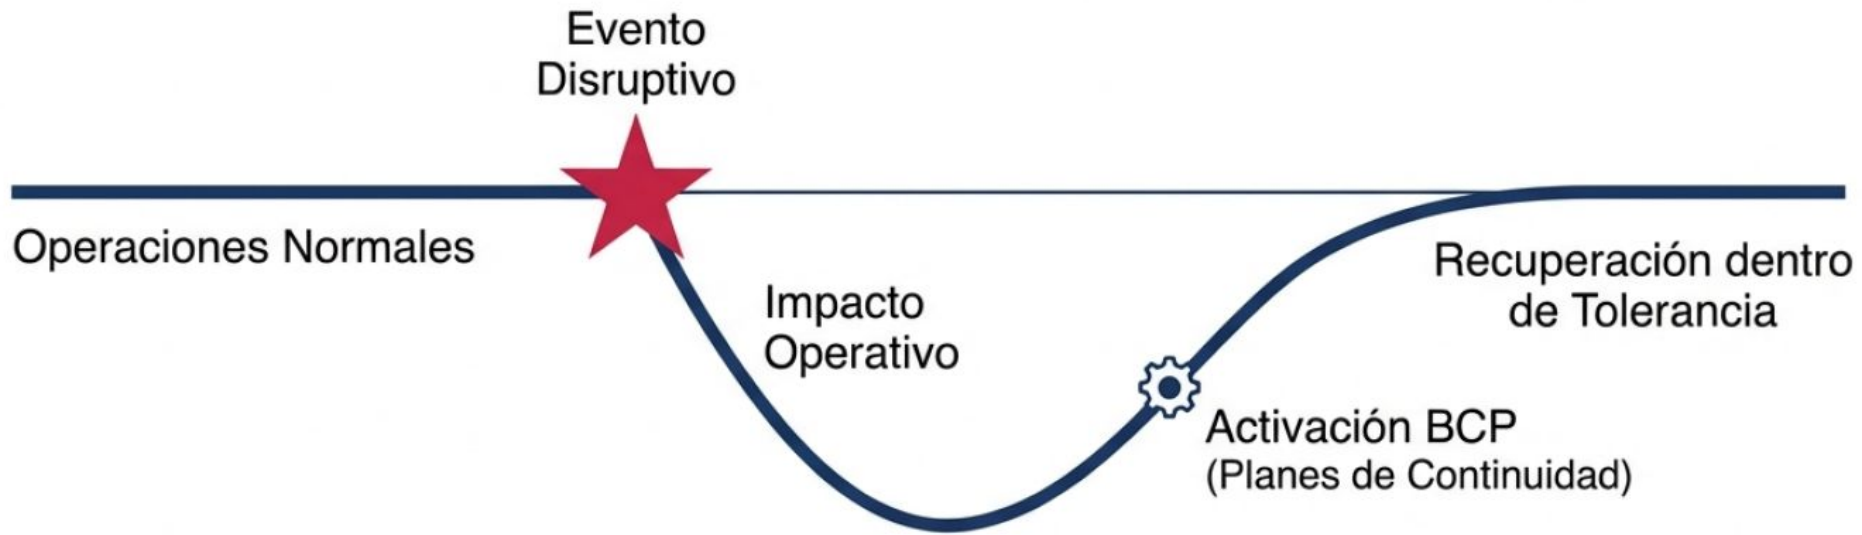 Evento
Disruptivo
Operaciones Normales
Impacto
Operativo
Recuperación dentro
de Tolerancia
Activación BCP
(Planes de Continuidad)